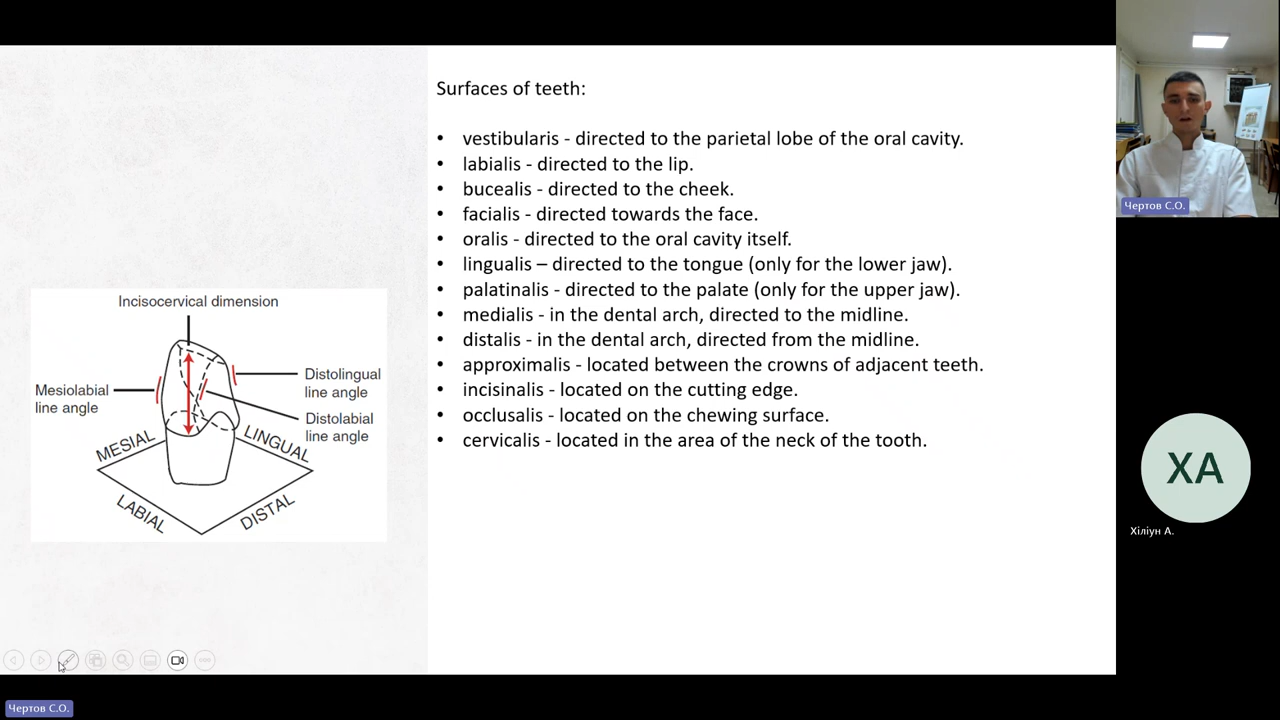 Surfaces of teeth:
• vestibularis - directed to the parietal lobe of the oral cavity.
• labialis - directed to the lip.
• bucealis - directed to the cheek.
• facialis - directed towards the face.
• oralis - directed to the oral cavity itself.
• lingualis – directed to the tongue (only for the lower jaw).
• palatinalis - directed to the palate (only for the upper jaw).
• medialis - in the dental arch, directed to the midline.
• distalis - in the dental arch, directed from the midline.
• approximalis - located between the crowns of adjacent teeth.
• incisinalis - located on the cutting edge.
• occlusalis - located on the chewing surface.
• cervicalis - located in the area of the neck of the tooth.
Incisocervical dimension
Mesiolabial
line angle
Distolingual
line angle
Distolabial
line angle
MESIAL
LINGUAL
LABIAL
DISTAL
Чертов С.О.
ХА
Хіліун А.
Чертов С.О.